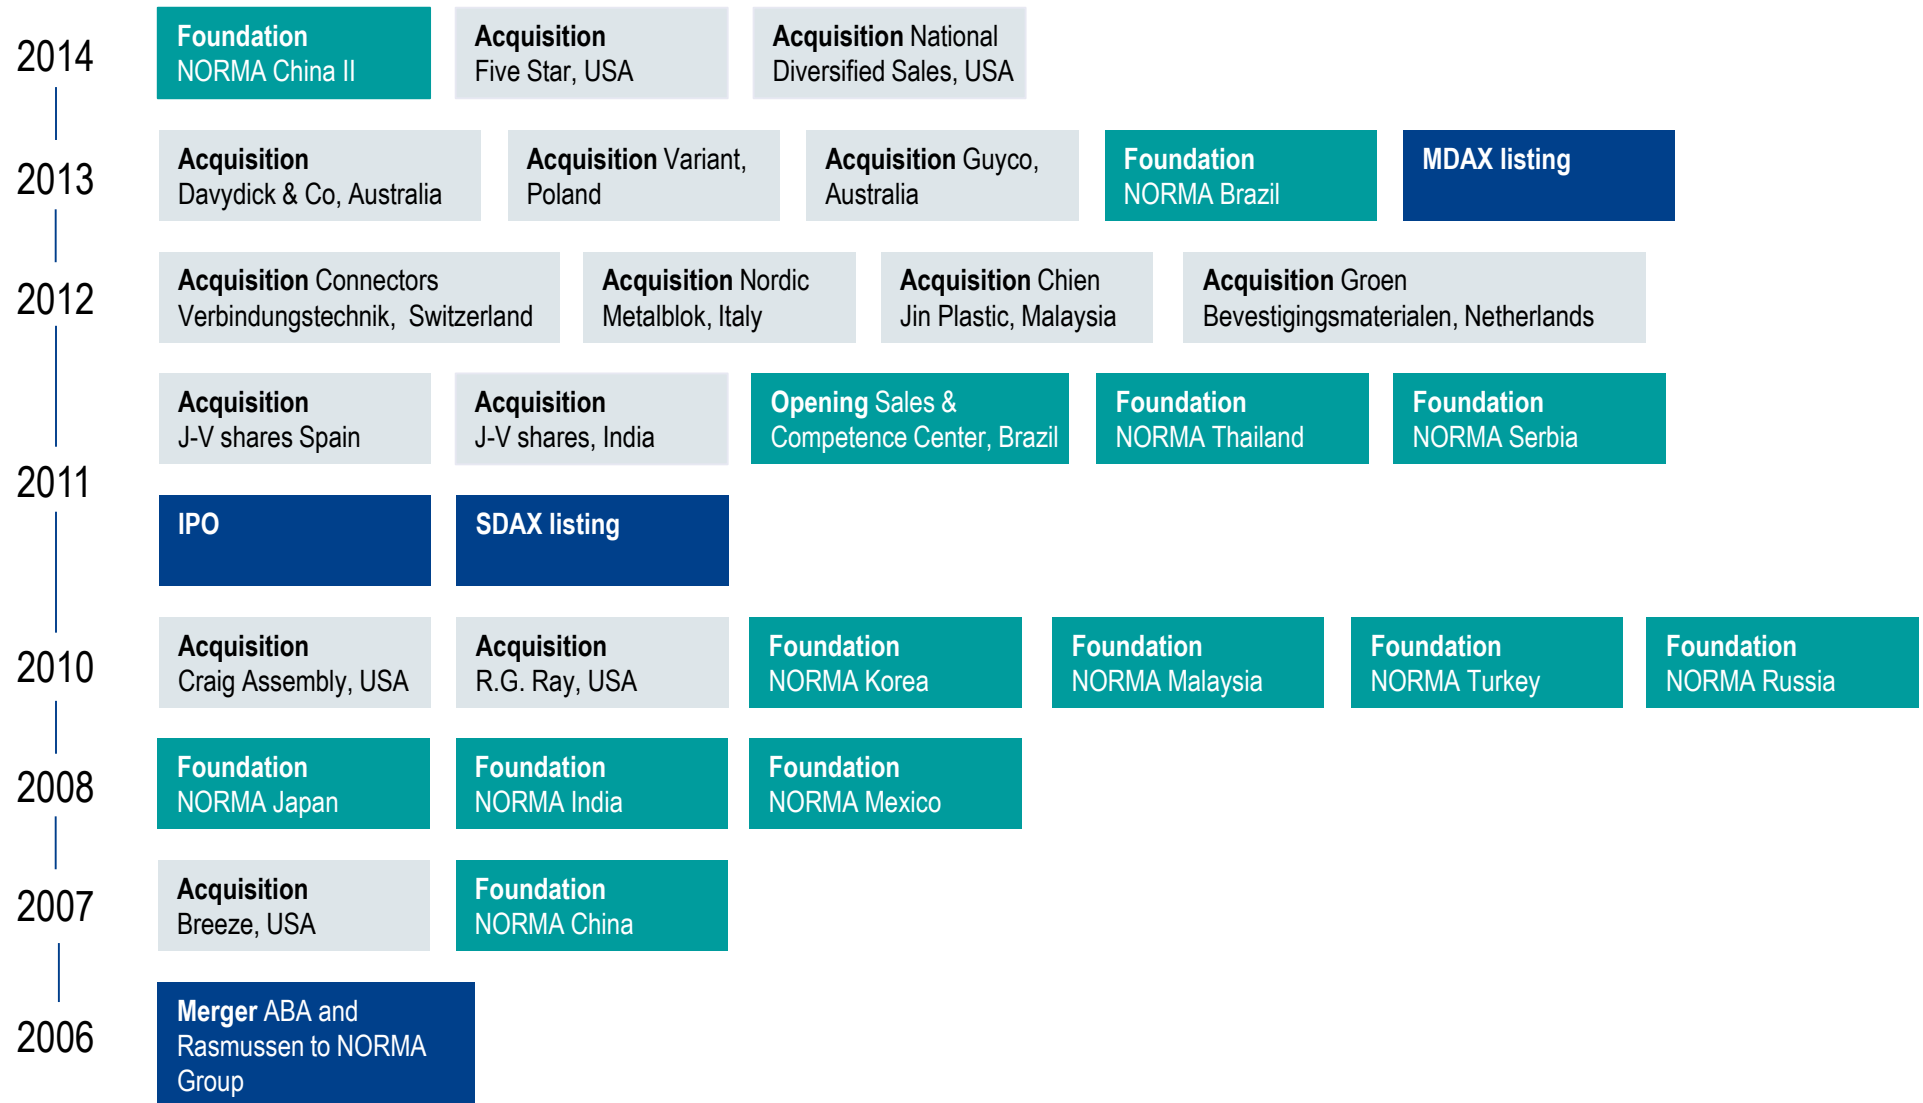 2014
Foundation
NORMA China II
Acquisition
Five Star, USA
Acquisition National
Diversified Sales, USA
2013
Acquisition
Davydick & Co, Australia
Acquisition Variant,
Poland
Acquisition Guyco,
Australia
Foundation
NORMA Brazil
MDAX listing
2012
Acquisition Connectors
Verbindungstechnik, Switzerland
Acquisition Nordic
Metalblok, Italy
Acquisition Chien
Jin Plastic, Malaysia
Acquisition Groen
Bevestigingsmaterialen, Netherlands
2011
Acquisition
J-V shares Spain
Acquisition
J-V shares, India
Opening Sales &
Competence Center, Brazil
Foundation
NORMA Thailand
Foundation
NORMA Serbia
IPO
SDAX listing
2010
Acquisition
Craig Assembly, USA
Acquisition
R.G. Ray, USA
Foundation
NORMA Korea
Foundation
NORMA Malaysia
Foundation
NORMA Turkey
Foundation
NORMA Russia
2008
Foundation
NORMA Japan
Foundation
NORMA India
Foundation
NORMA Mexico
2007
Acquisition
Breeze, USA
Foundation
NORMA China
2006
Merger ABA and
Rasmussen to NORMA
Group